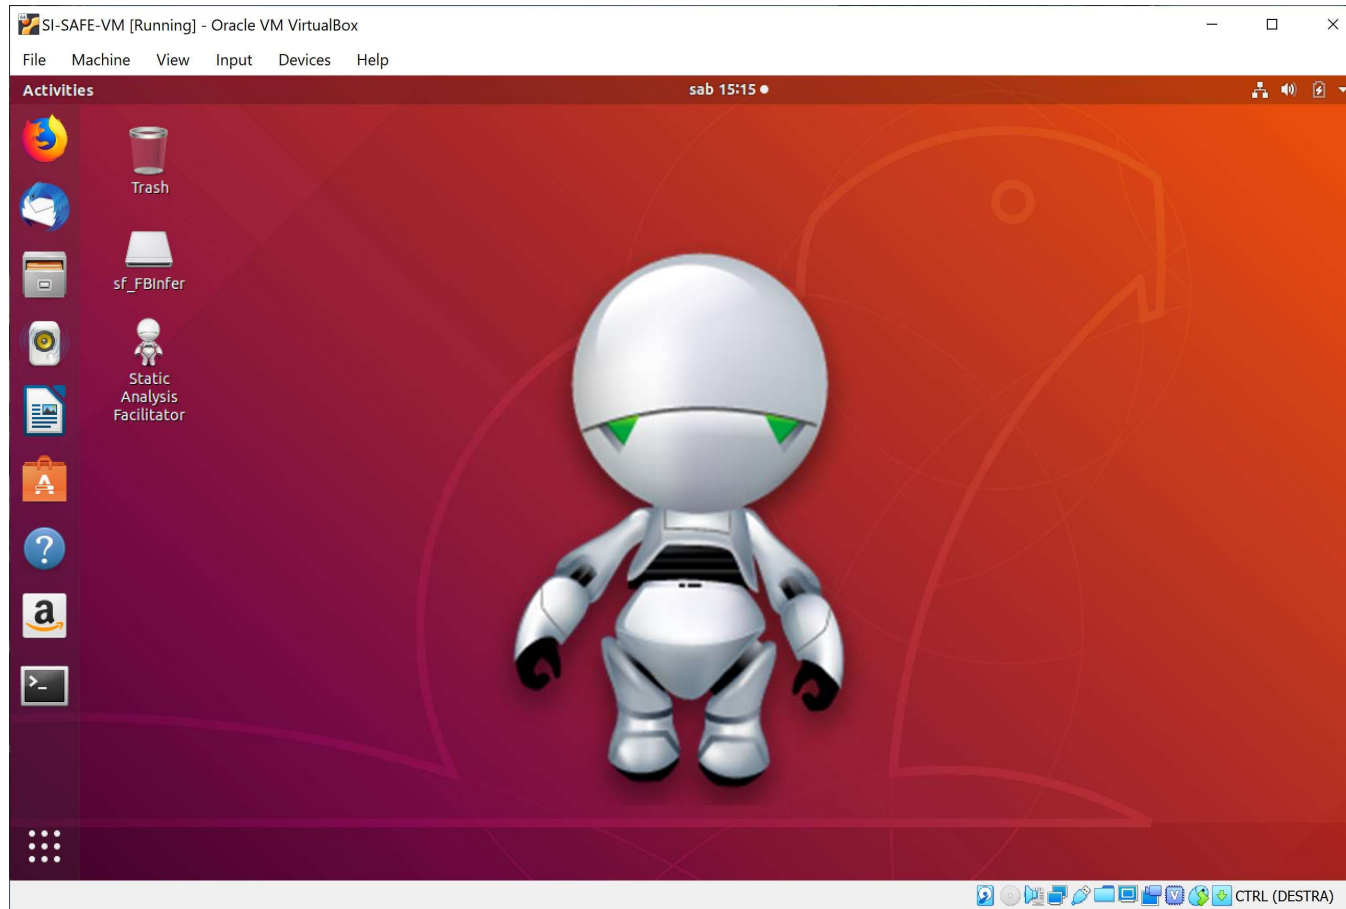 SI-SAFE-VM [Running] - Oracle VM VirtualBox
File Machine View Input Devices Help
Activities sab 15:15
Trash
sf_FBInfer
Static
Analysis
Facilitator
CTRL (DESTRA)